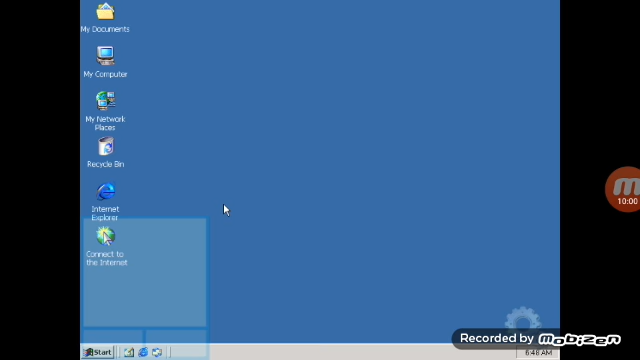 My Documents
My Computer
My Network
Places
Recycle Bin
Internet
Explorer
Connect to
the Internet
10:00
Recorded by mobizen
Start
6:48 AM